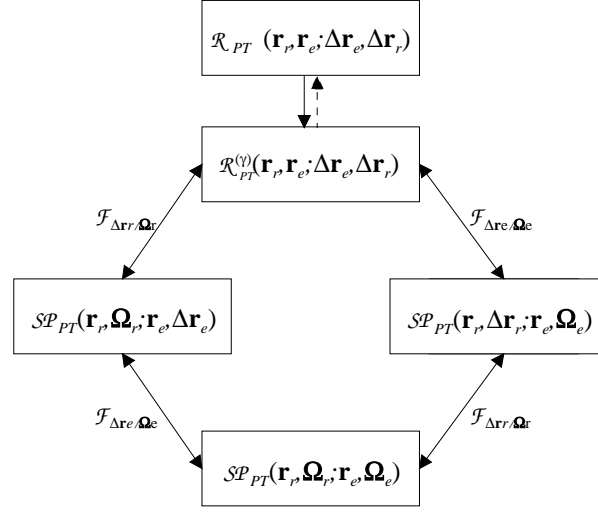 ℛ_PT (r_r,r_e;Δr_e,Δr_r)
ℛ_PT^(γ)(r_r,r_e;Δr_e,Δr_r)
ℱ_Δrr/Ωr
ℱ_Δre/Ωe
𝒮𝒫_PT(r_r,Ω_r;r_e,Δr_e)
𝒮𝒫_PT(r_r,Δr_r;r_e,Ω_e)
ℱ_Δre/Ωe
ℱ_Δrr/Ωr
𝒮𝒫_PT(r_r,Ω_r;r_e,Ω_e)